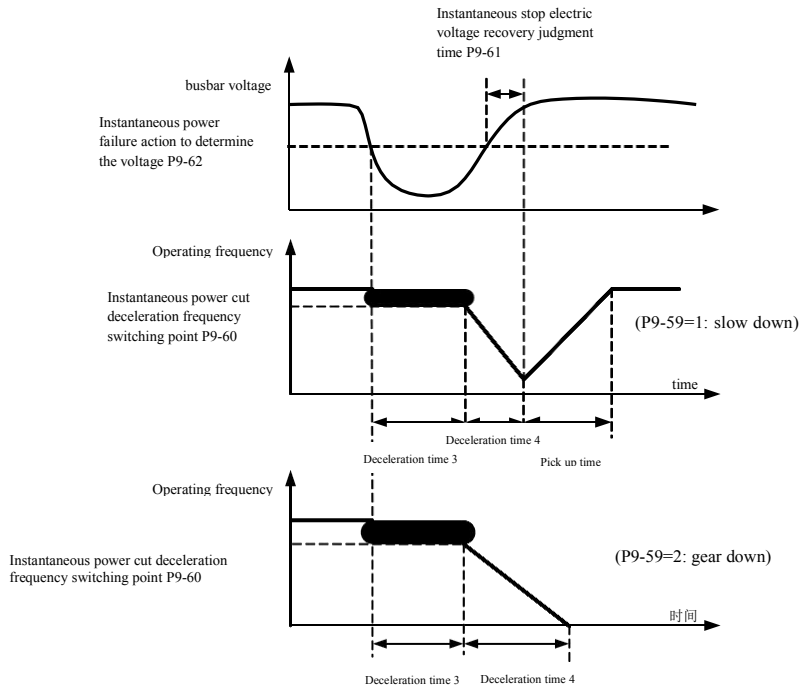 Instantaneous stop electric
voltage recovery judgment
time P9-61
busbar voltage
Instantaneous power
failure action to determine
the voltage P9-62
Operating frequency
Instantaneous power cut
deceleration frequency
switching point P9-60
(P9-59=1: slow down)
time
Deceleration time 4
Deceleration time 3
Pick up time
Operating frequency
Instantaneous power cut deceleration
frequency switching point P9-60
(P9-59=2: gear down)
时间
Deceleration time 3
Deceleration time 4